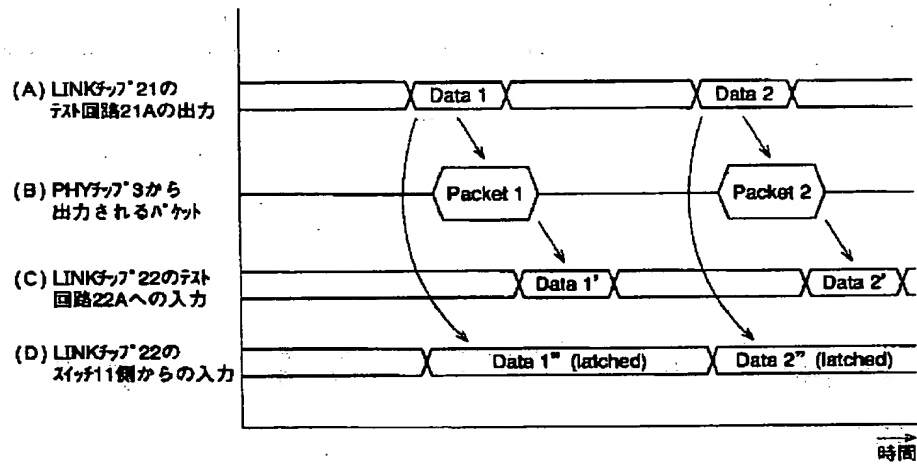 (A) LINKチップ21の
テスト回路21Aの出力
Data 1
Data 2
(B) PHYチップ3から
出力されるパケット
Packet 1
Packet 2
(C) LINKチップ22のテスト
回路22Aへの入力
Data 1'
Data 2'
(D) LINKチップ22の
スイッチ11側からの入力
Data 1" (latched)
Data 2" (latched)
時間